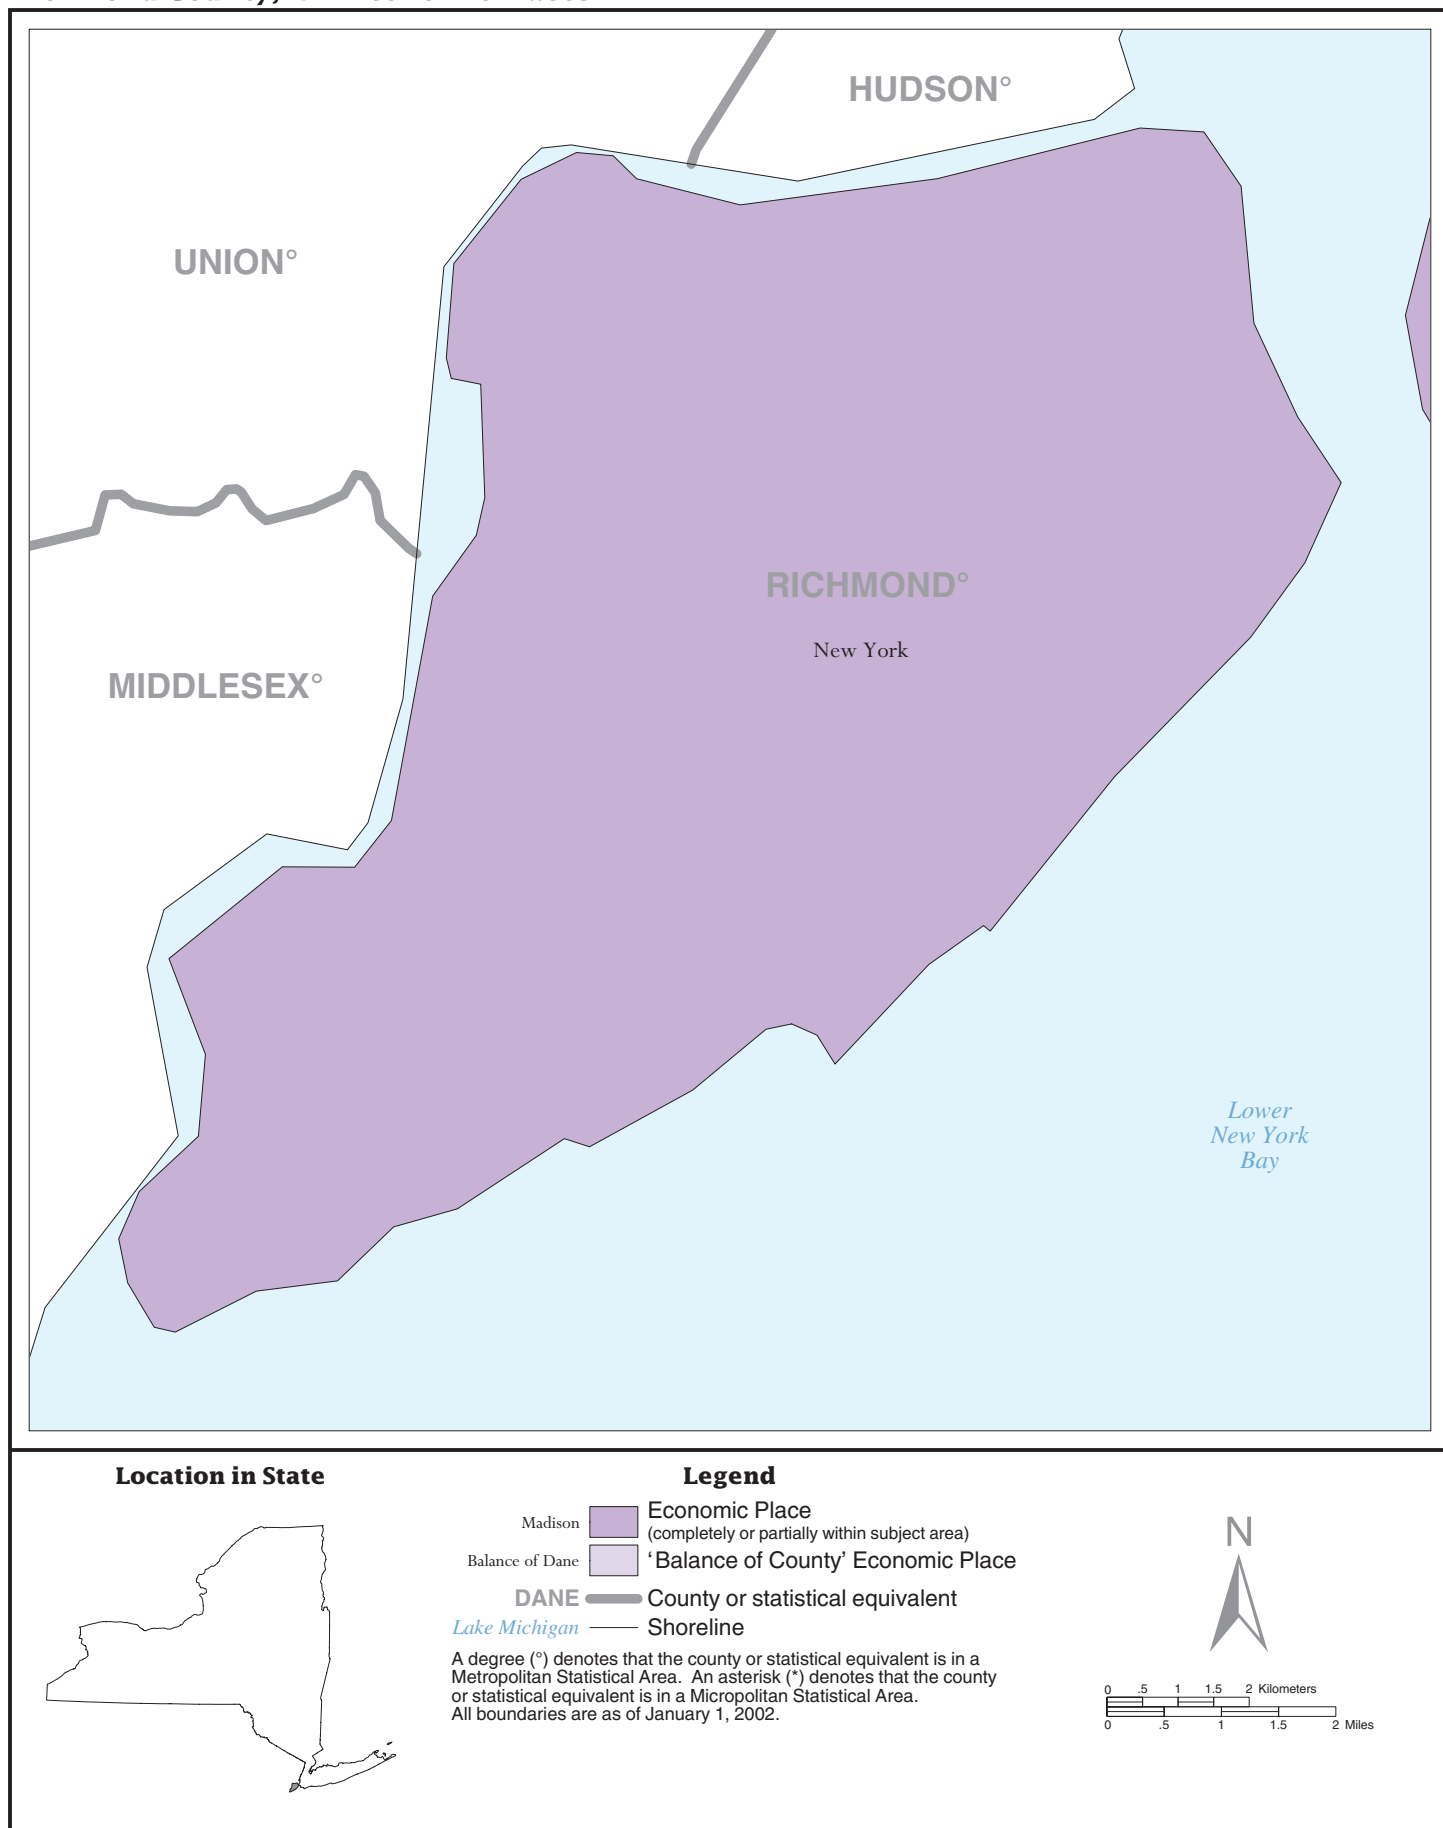 HUDSON°
UNION°
RICHMOND°
New York
MIDDLESEX°
Lower
New York
Bay
Location in State
Legend
Madison
Economic Place
(completely or partially within subject area)
Balance of Dane
‘Balance of County’ Economic Place
DANE
County or statistical equivalent
Lake Michigan
Shoreline
A degree (°) denotes that the county or statistical equivalent is in a
Metropolitan Statistical Area. An asterisk (*) denotes that the county
or statistical equivalent is in a Micropolitan Statistical Area.
All boundaries are as of January 1, 2002.
N
0 .5 1 1.5 2 Kilometers
0 .5 1 1.5 2 Miles